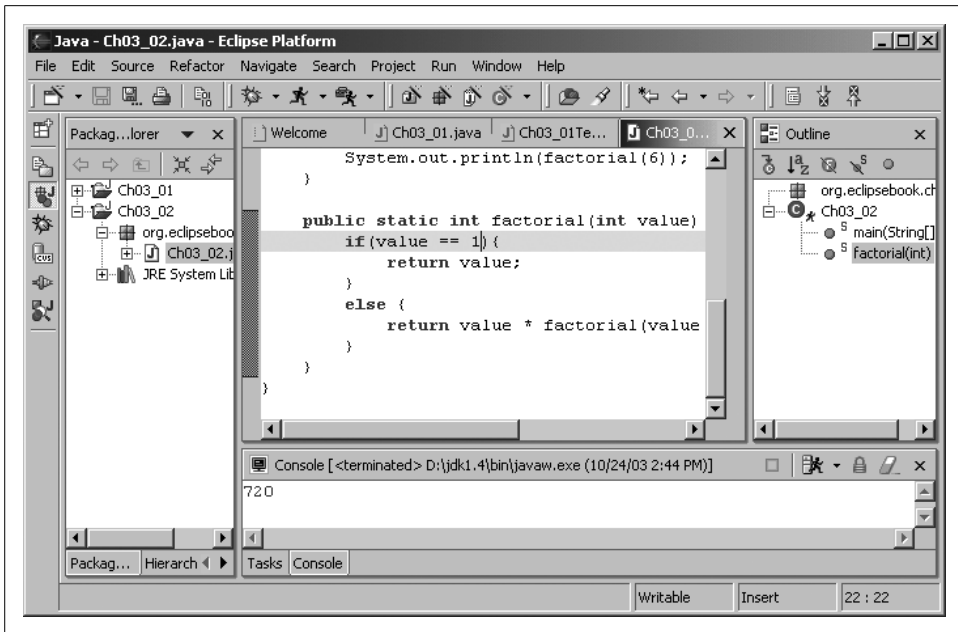 Java - Ch03_02.java - Eclipse Platform
File Edit Source Refactor Navigate Search Project Run Window Help
Packag...lorer
Welcome
Ch03_01.java
Ch03_01Te...
Ch03_0...
Outline
Ch03_01
Ch03_02
org.eclipseboo
Ch03_02.j
JRE System Lib
System.out.println(factorial(6));
}
public static int factorial(int value)
if(value == 1){
return value;
}
else {
return value * factorial(value
}
}
}
org.eclipsebook.ch
Ch03_02
main(String[]
factorial(int)
Console [<terminated> D:\jdk1.4\bin\javaw.exe (10/24/03 2:44 PM)]
720
Packag... Hierarch
Tasks Console
Writable Insert 22 : 22